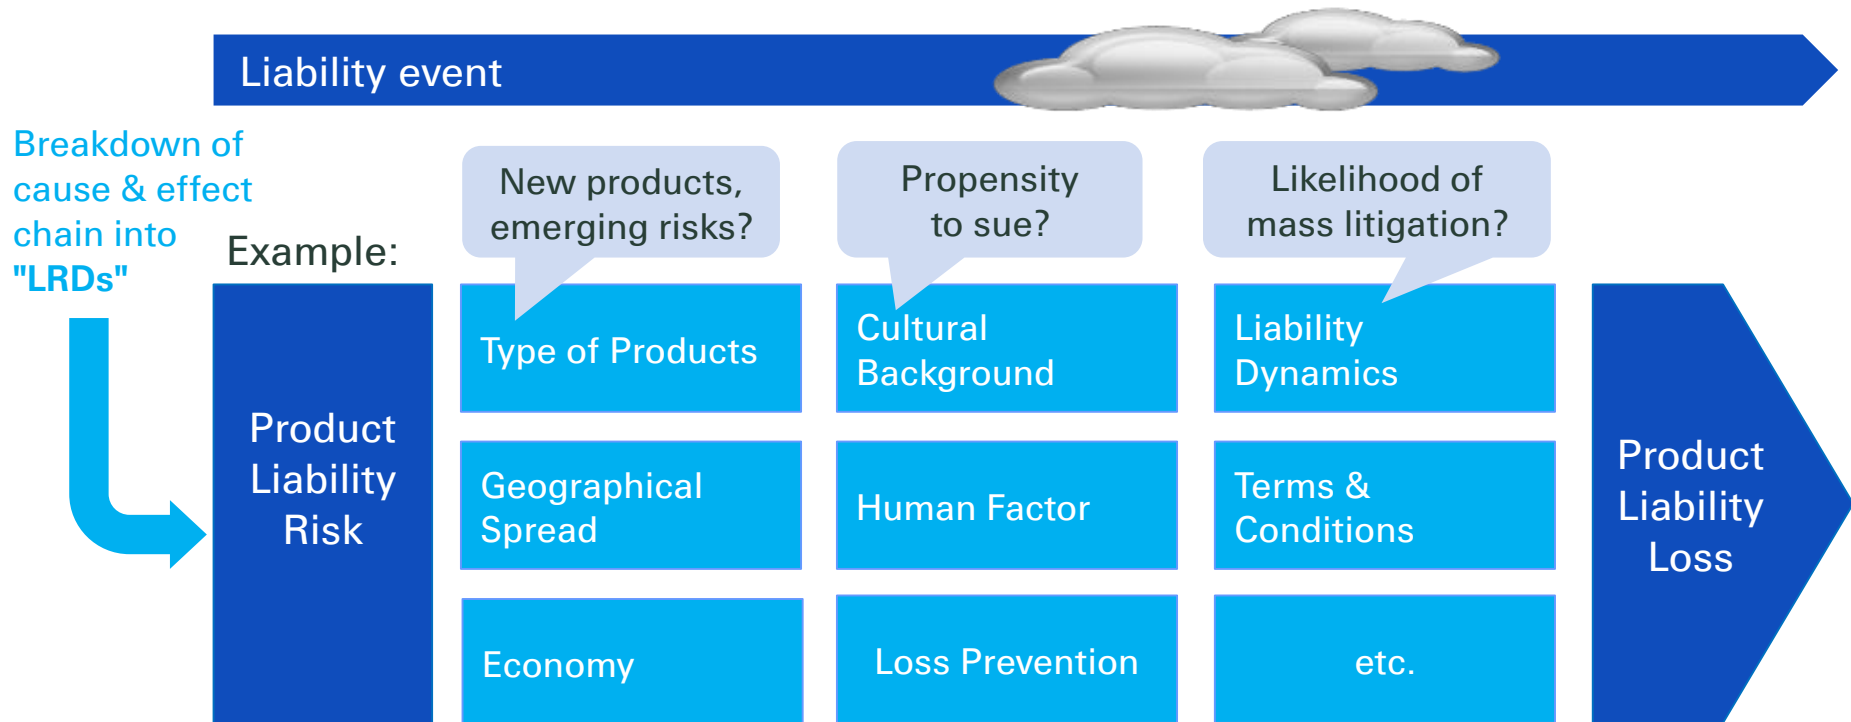 Liability event
Breakdown of
cause & effect
chain into
"LRDs"
Example:
New products,
emerging risks?
Propensity
to sue?
Likelihood of
mass litigation?
Product
Liability
Risk
Type of Products
Cultural
Background
Liability
Dynamics
Geographical
Spread
Human Factor
Terms &
Conditions
Economy
Loss Prevention
etc.
Product
Liability
Loss